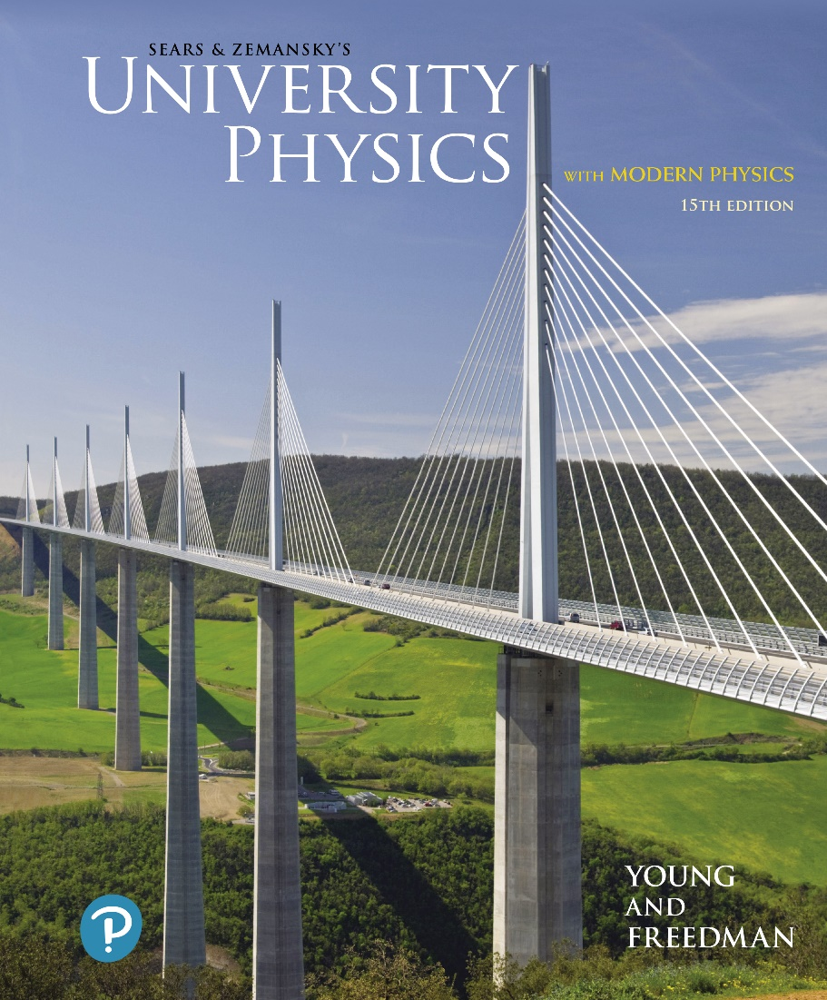 SEARS & ZEMANSKY'S
UNIVERSITY
PHYSICS
WITH MODERN PHYSICS
15TH EDITION
YOUNG
AND
FREEDMAN
P